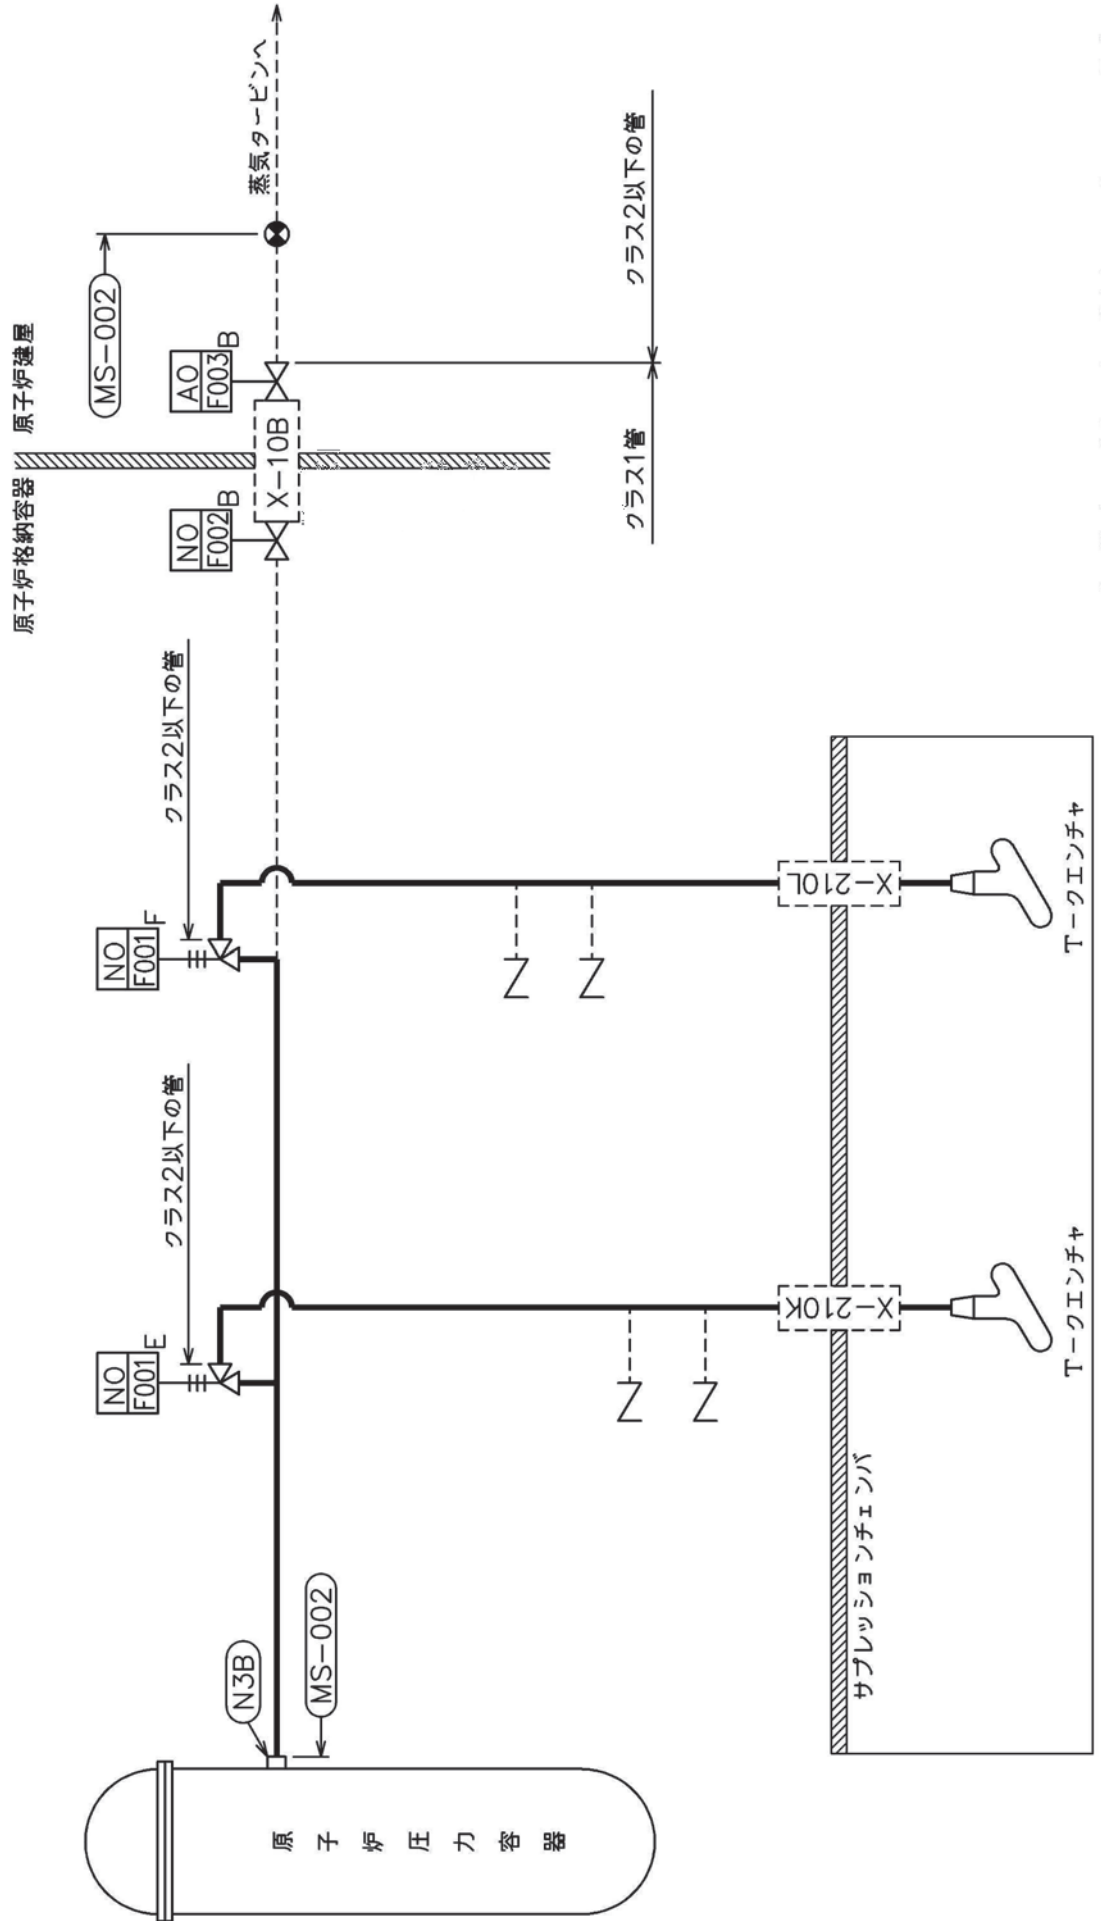 原子炉格納容器
原子炉建屋
MS-002
NO
F002
B
AO
F003
B
X-10B
蒸気タービンへ
クラス1管
クラス2以下の管
NO
F001
E
クラス2以下の管
NO
F001
F
クラス2以下の管
N3B
MS-002
原子炉圧力容器
X-210K
X-210L
サプレッションチェンバ
T-クエンチャ
T-クエンチャ